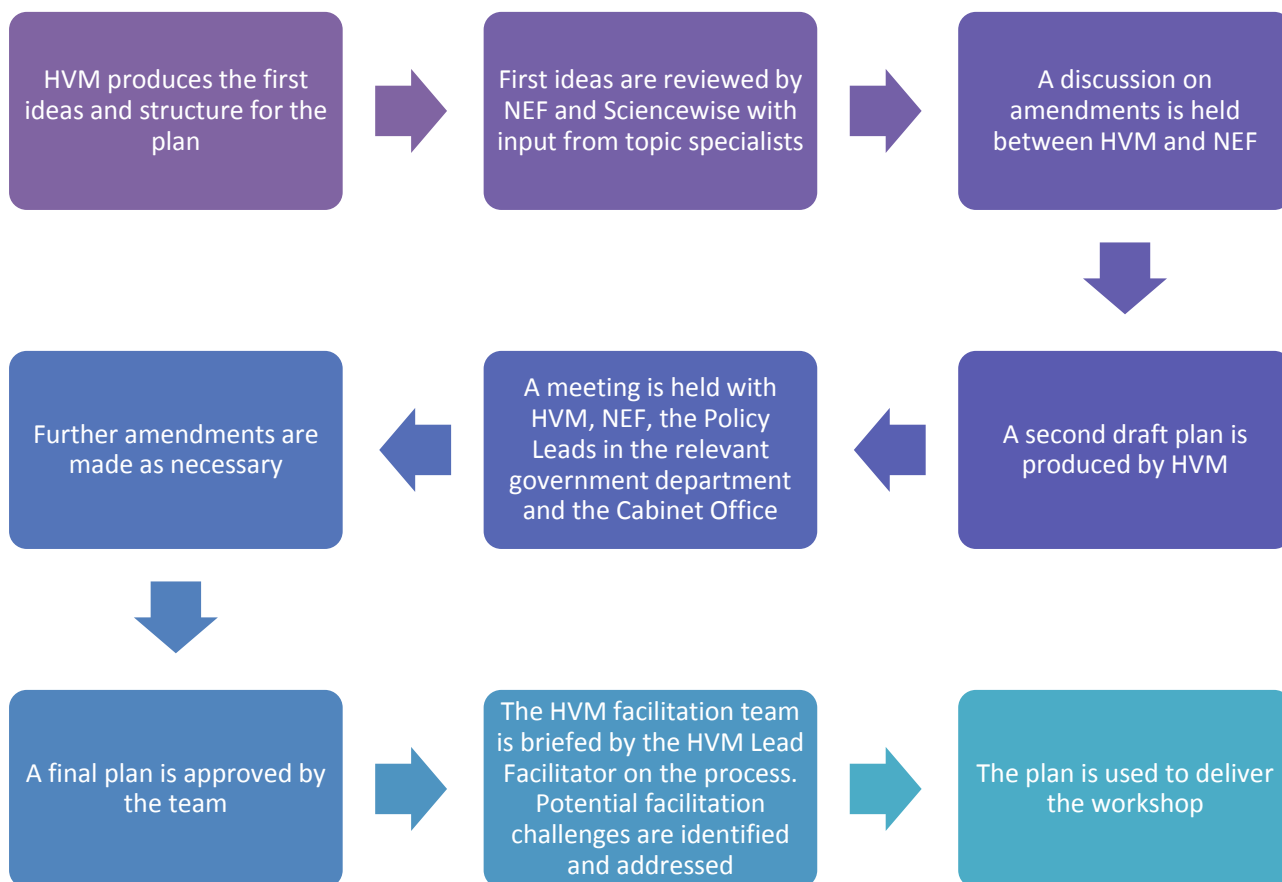 HVM produces the first
ideas and structure for the
plan
First ideas are reviewed by
NEF and Sciencewise with
input from topic specialists
A discussion on
amendments is held
between HVM and NEF
A second draft plan is
produced by HVM
A meeting is held with
HVM, NEF, the Policy
Leads in the relevant
government department
and the Cabinet Office
Further amendments are
made as necessary
A final plan is approved by
the team
The HVM facilitation team
is briefed by the HVM Lead
Facilitator on the process.
Potential facilitation
challenges are identified
and addressed
The plan is used to deliver
the workshop